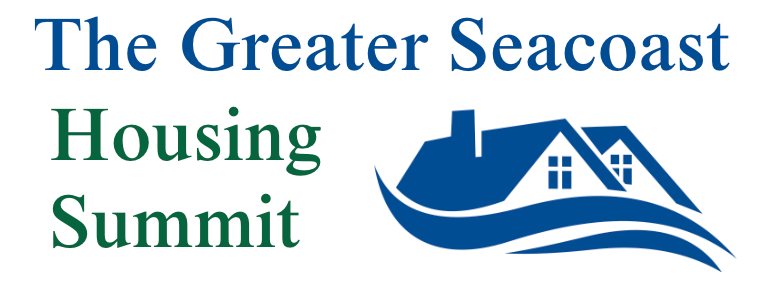 The Greater Seacoast
Housing
Summit